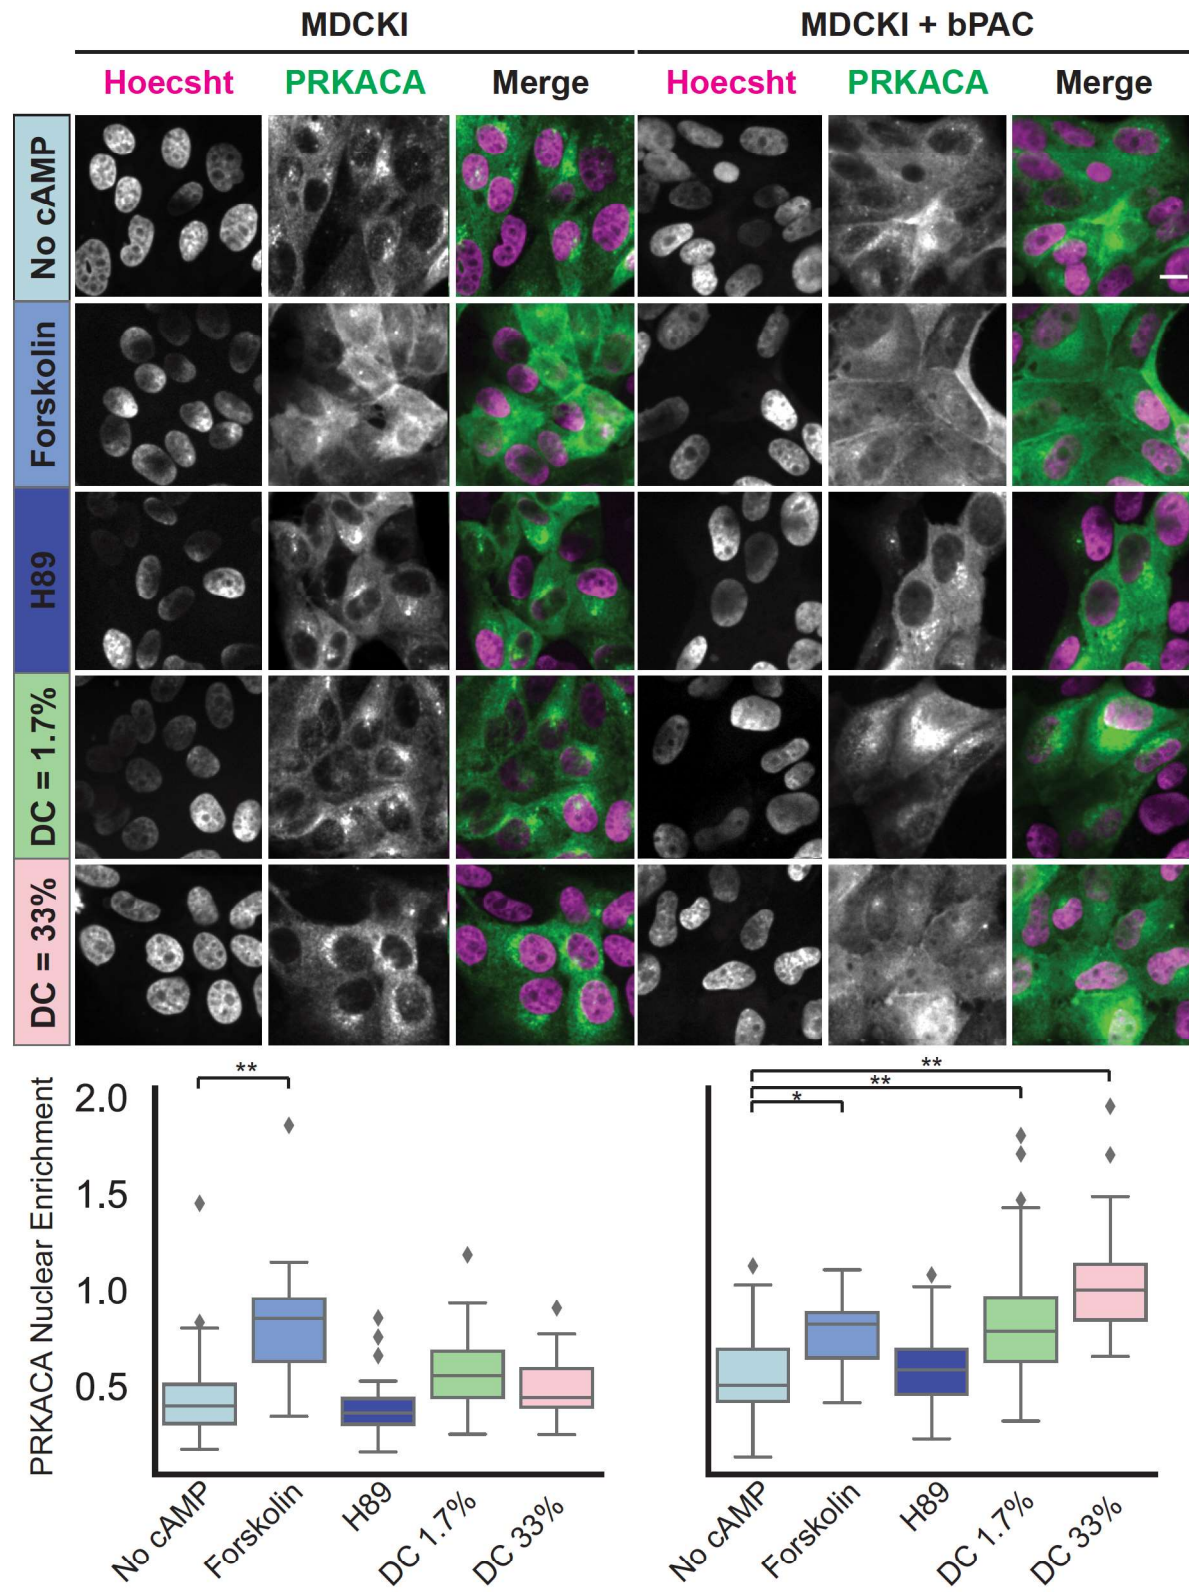 MDCKI MDCKI + bPAC
Hoecsht PRKACA Merge Hoecsht PRKACA Merge
No cAMP
Forskolin
H89
DC = 1.7%
DC = 33%
** * ** **
PRKACA Nuclear Enrichment
2.0
1.5
1.0
0.5
No cAMP Forskolin H89 DC 1.7% DC 33%
No cAMP Forskolin H89 DC 1.7% DC 33%